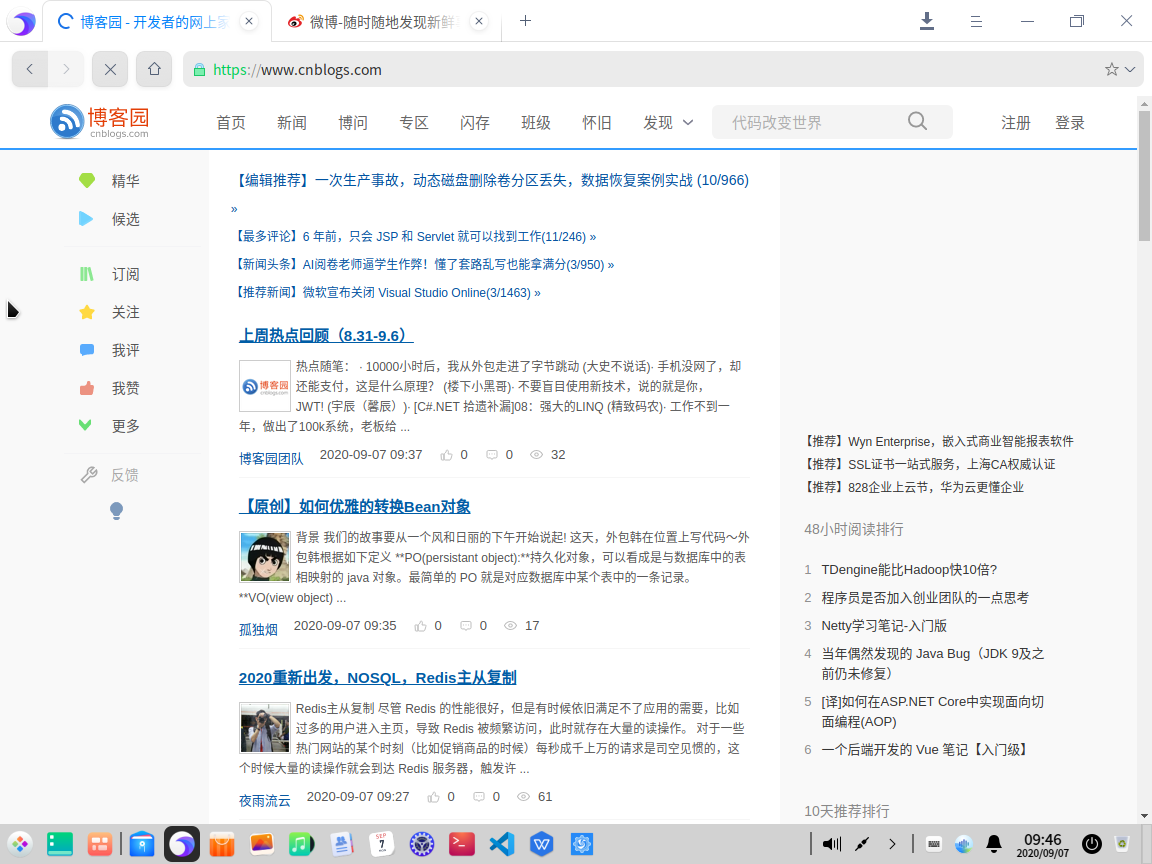 博客园 - 开发者的网上家
微博-随时随地发现新鲜
https://www.cnblogs.com
博客园
cnblogs.com
首页
新闻
博问
专区
闪存
班级
怀旧
发现
代码改变世界
注册
登录
精华
候选
订阅
关注
我评
我赞
更多
反馈
【编辑推荐】一次生产事故，动态磁盘删除卷分区丢失，数据恢复案例实战 (10/966)
»
【最多评论】6 年前，只会 JSP 和 Servlet 就可以找到工作(11/246) »
【新闻头条】AI阅卷老师逼学生作弊！懂了套路乱写也能拿满分(3/950) »
【推荐新闻】微软宣布关闭 Visual Studio Online(3/1463) »
上周热点回顾（8.31-9.6）
热点随笔： · 10000小时后，我从外包走进了字节跳动 (大史不说话)· 手机没网了，却
还能支付，这是什么原理？ (楼下小黑哥)· 不要盲目使用新技术，说的就是你，
JWT! (宇辰（馨辰）)· [C#.NET 拾遗补漏]08：强大的LINQ (精致码农)· 工作不到一
年，做出了100k系统，老板给 ...
博客园团队 2020-09-07 09:37 0 0 32
【原创】如何优雅的转换Bean对象
背景 我们的故事要从一个风和日丽的下午开始说起! 这天，外包韩在位置上写代码～外
包韩根据如下定义 **PO(persistant object):**持久化对象，可以看成是与数据库中的表
相映射的 java 对象。最简单的 PO 就是对应数据库中某个表中的一条记录。
**VO(view object) ...
孤独烟 2020-09-07 09:35 0 0 17
2020重新出发，NOSQL，Redis主从复制
Redis主从复制 尽管 Redis 的性能很好，但是有时候依旧满足不了应用的需要，比如
过多的用户进入主页，导致 Redis 被频繁访问，此时就存在大量的读操作。 对于一些
热门网站的某个时刻（比如促销商品的时候）每秒成千上万的请求是司空见惯的，这
个时候大量的读操作就会到达 Redis 服务器，触发许 ...
夜雨流云 2020-09-07 09:27 0 0 61
【推荐】Wyn Enterprise，嵌入式商业智能报表软件
【推荐】SSL证书一站式服务，上海CA权威认证
【推荐】828企业上云节，华为云更懂企业
48小时阅读排行
1 TDengine能比Hadoop快10倍?
2 程序员是否加入创业团队的一点思考
3 Netty学习笔记-入门版
4 当年偶然发现的 Java Bug（JDK 9及之
前仍未修复）
5 [译]如何在ASP.NET Core中实现面向切
面编程(AOP)
6 一个后端开发的 Vue 笔记【入门级】
10天推荐排行
SEP
7
09:46
2020/09/07